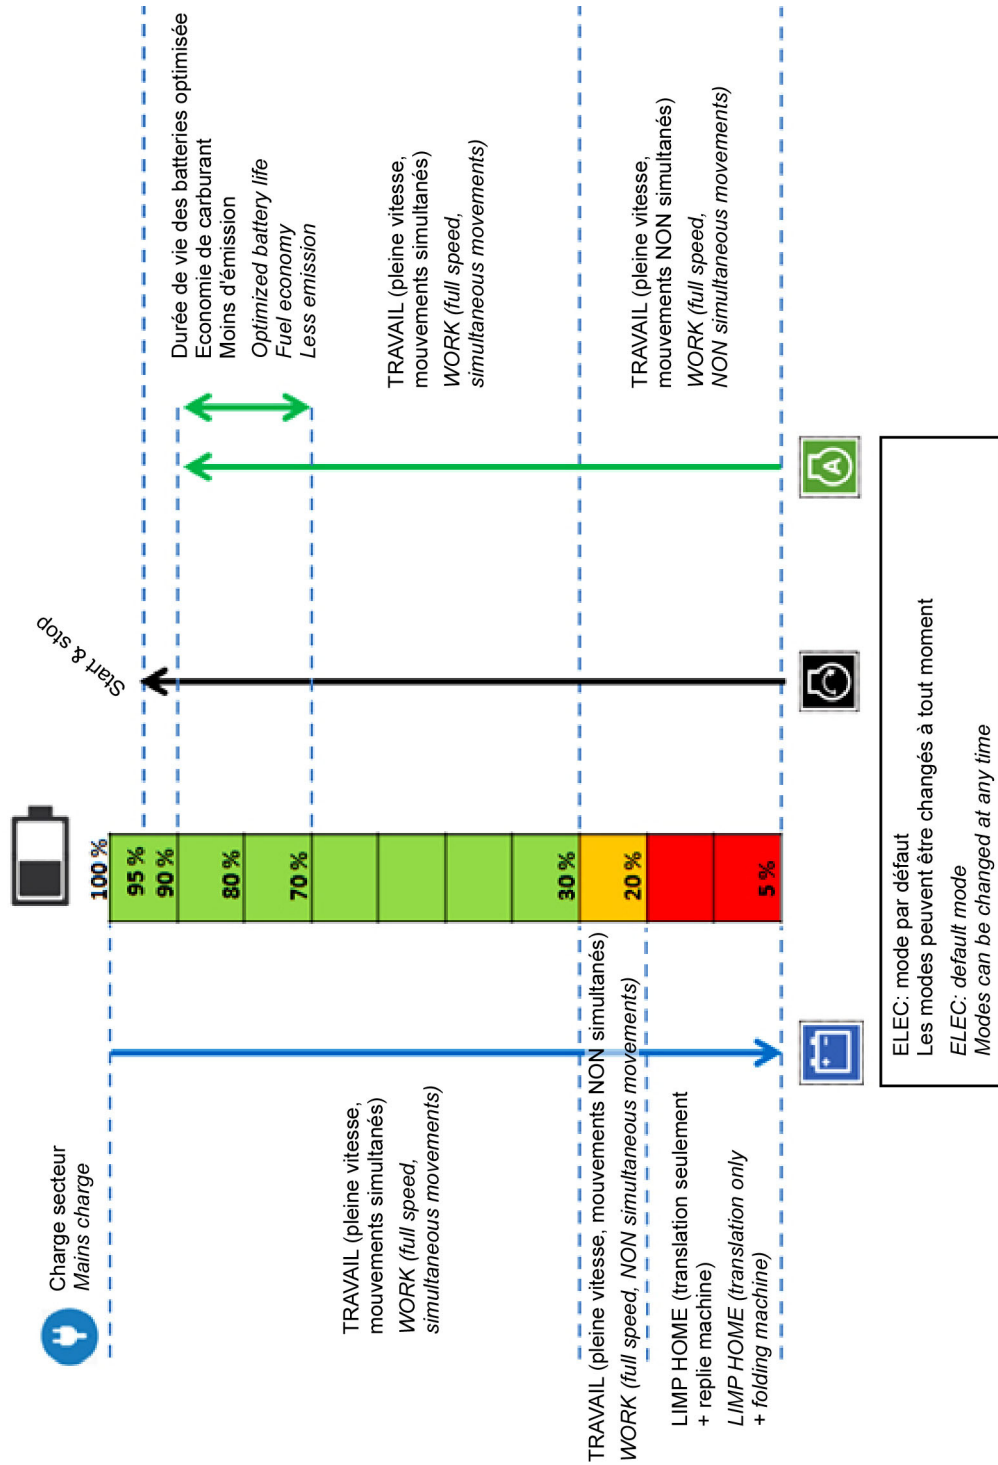 Charge secteur
Mains charge
TRAVAIL (pleine vitesse,
mouvements simultanés)
WORK (full speed,
simultaneous movements)
TRAVAIL (pleine vitesse, mouvements NON simultanés)
WORK (full speed, NON simultaneous movements)
LIMP HOME (translation seulement
+ replie machine)
LIMP HOME (translation only
+ folding machine)
+ -
100 %
95 %
90 %
80 %
70 %
30 %
20 %
5 %
Start & stop
Durée de vie des batteries optimisée
Economie de carburant
Moins d'émission
Optimized battery life
Fuel economy
Less emission
TRAVAIL (pleine vitesse,
mouvements simultanés)
WORK (full speed,
simultaneous movements)
TRAVAIL (pleine vitesse,
mouvements NON simultanés)
WORK (full speed,
NON simultaneous movements)
A
ELEC: mode par défaut
Les modes peuvent être changés à tout moment
ELEC: default mode
Modes can be changed at any time